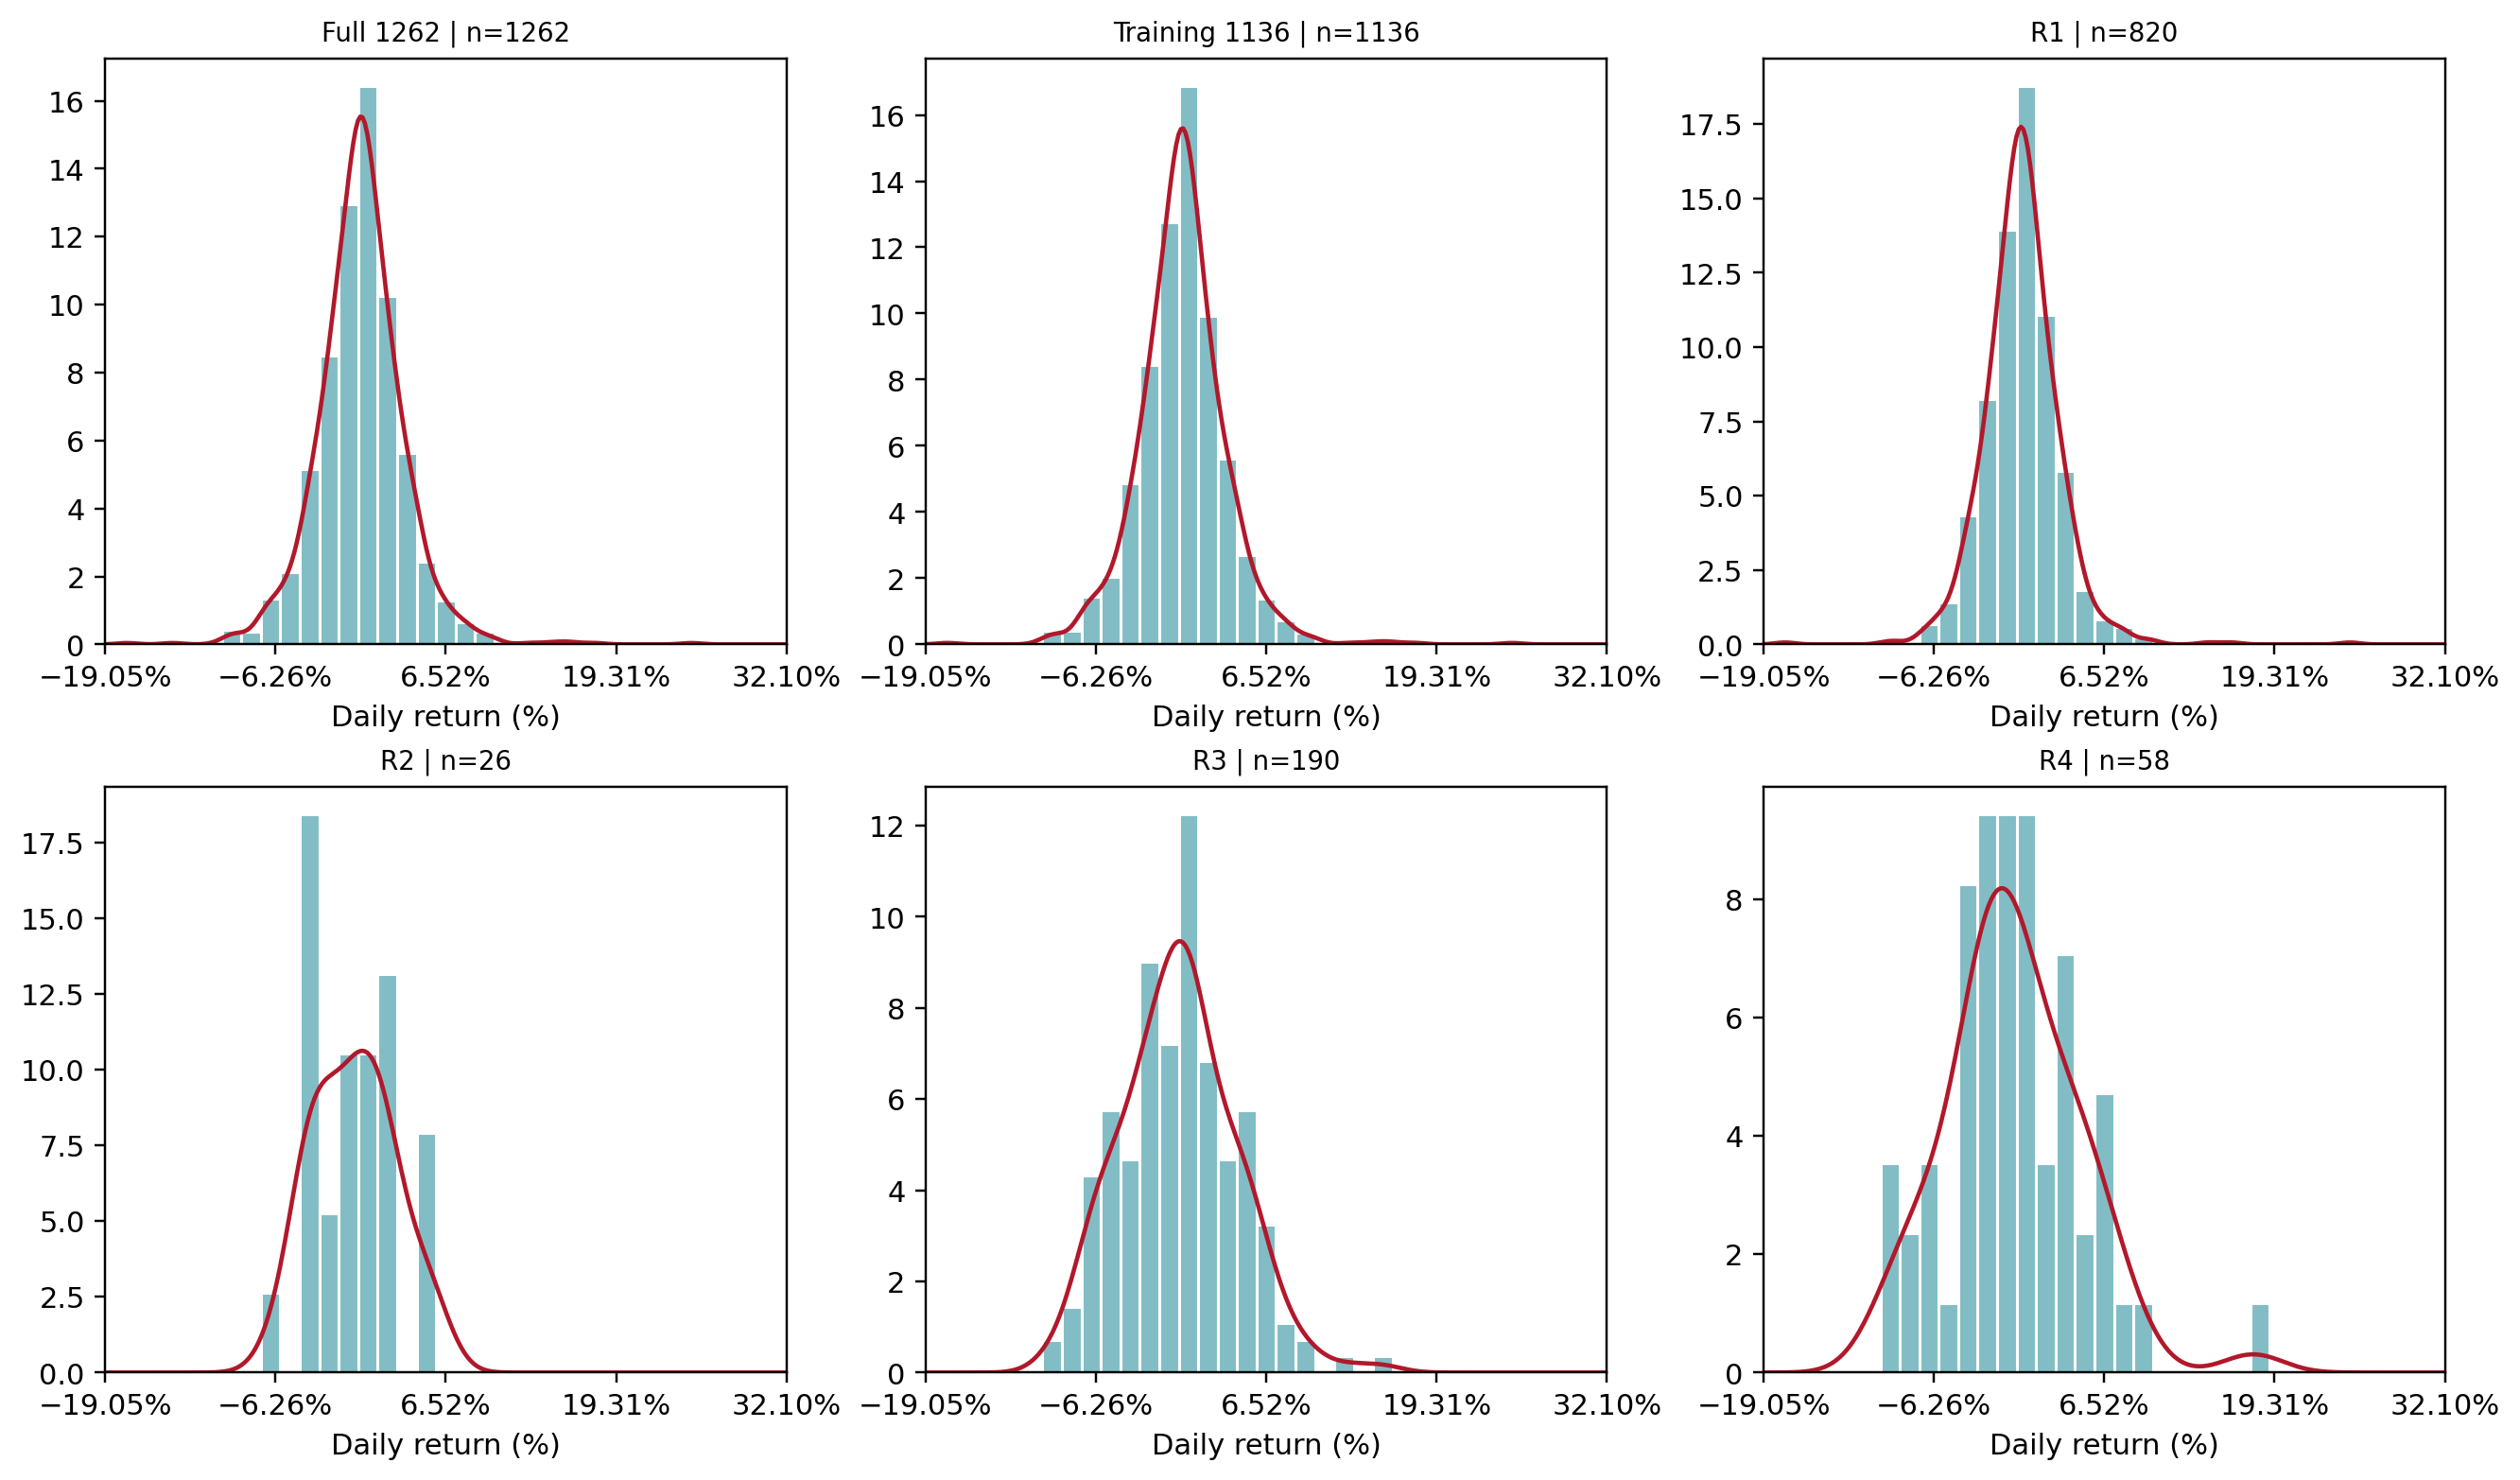 Full 1262 | n=1262
16
14
12
10
8
6
4
2
0
−19.05% −6.26% 6.52% 19.31% 32.10%
Daily return (%)
Training 1136 | n=1136
16
14
12
10
8
6
4
2
0
−19.05% −6.26% 6.52% 19.31% 32.10%
Daily return (%)
R1 | n=820
17.5
15.0
12.5
10.0
7.5
5.0
2.5
0.0
−19.05% −6.26% 6.52% 19.31% 32.10%
Daily return (%)
R2 | n=26
17.5
15.0
12.5
10.0
7.5
5.0
2.5
0.0
−19.05% −6.26% 6.52% 19.31% 32.10%
Daily return (%)
R3 | n=190
12
10
8
6
4
2
0
−19.05% −6.26% 6.52% 19.31% 32.10%
Daily return (%)
R4 | n=58
8
6
4
2
0
−19.05% −6.26% 6.52% 19.31% 32.10%
Daily return (%)